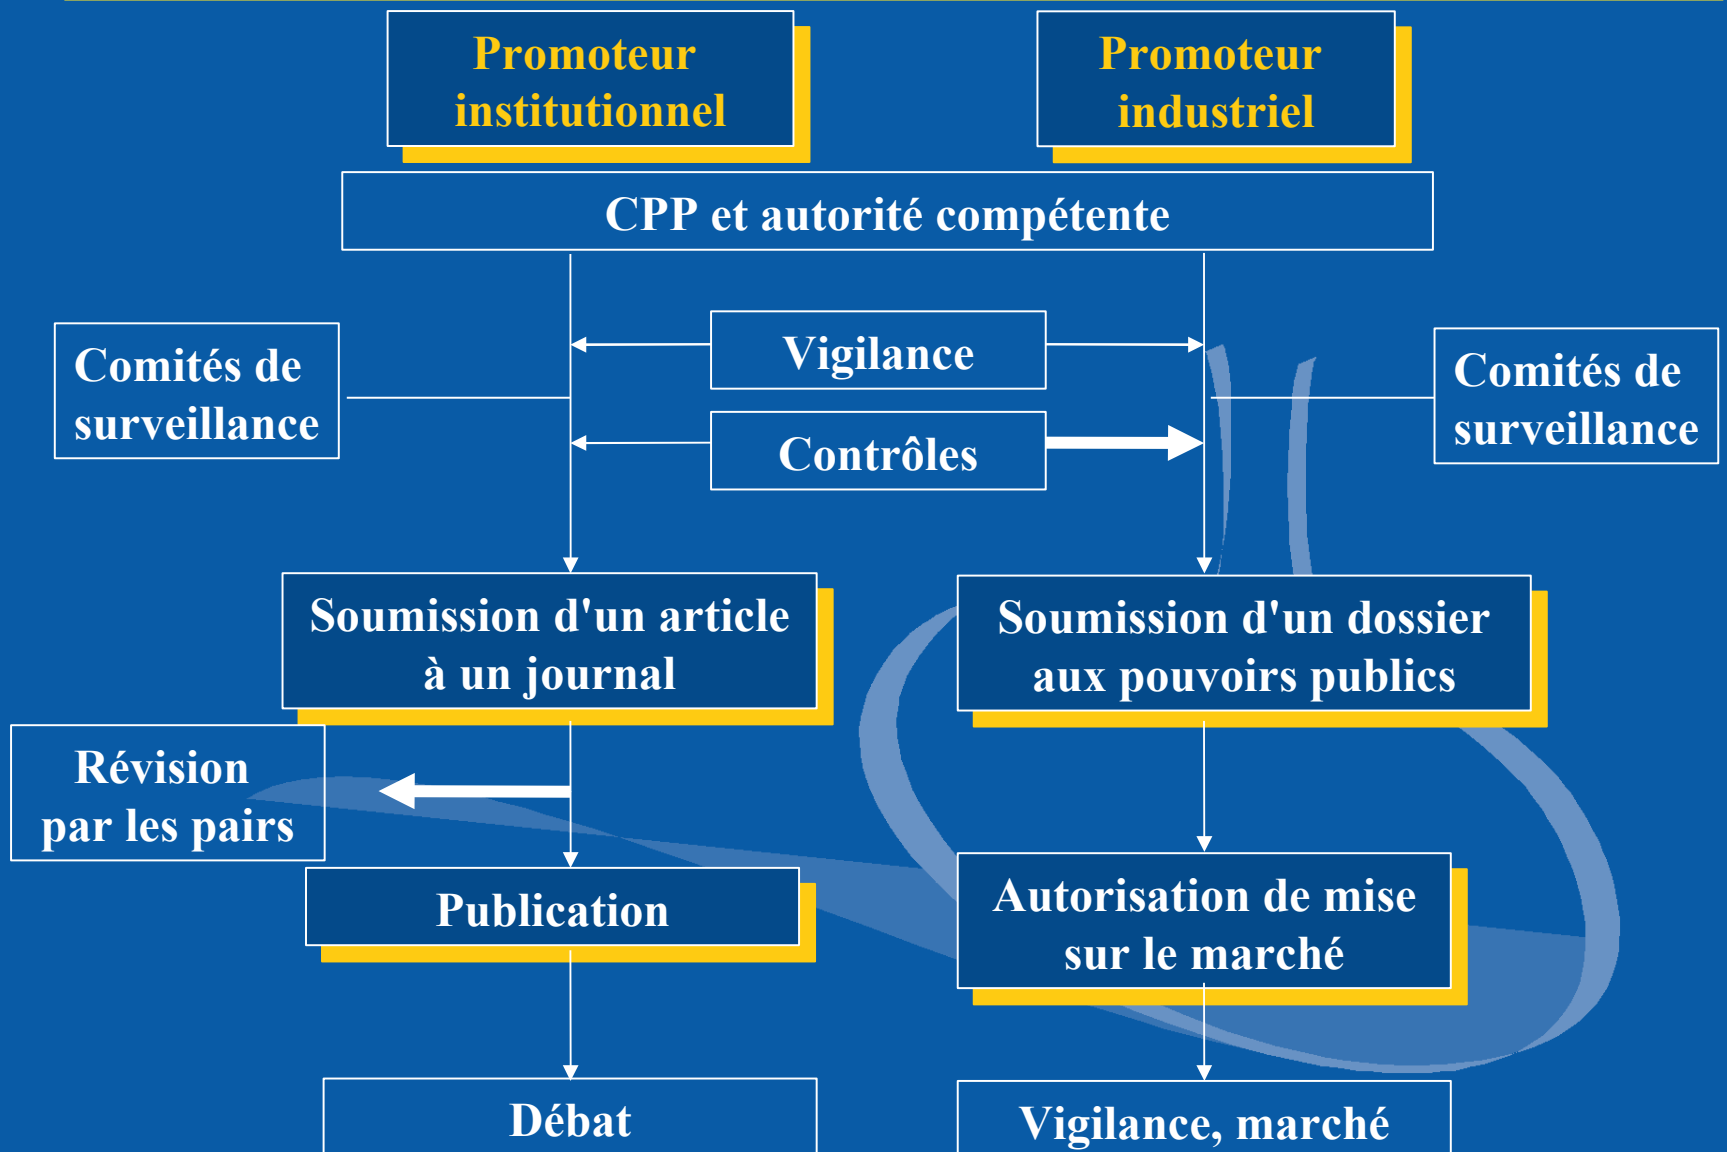 Promoteur
institutionnel
Promoteur
industriel
CPP et autorité compétente
Vigilance
Comités de
surveillance
Comités de
surveillance
Contrôles
Soumission d'un article
à un journal
Soumission d'un dossier
aux pouvoirs publics
Révision
par les pairs
Publication
Autorisation de mise
sur le marché
Débat
Vigilance, marché